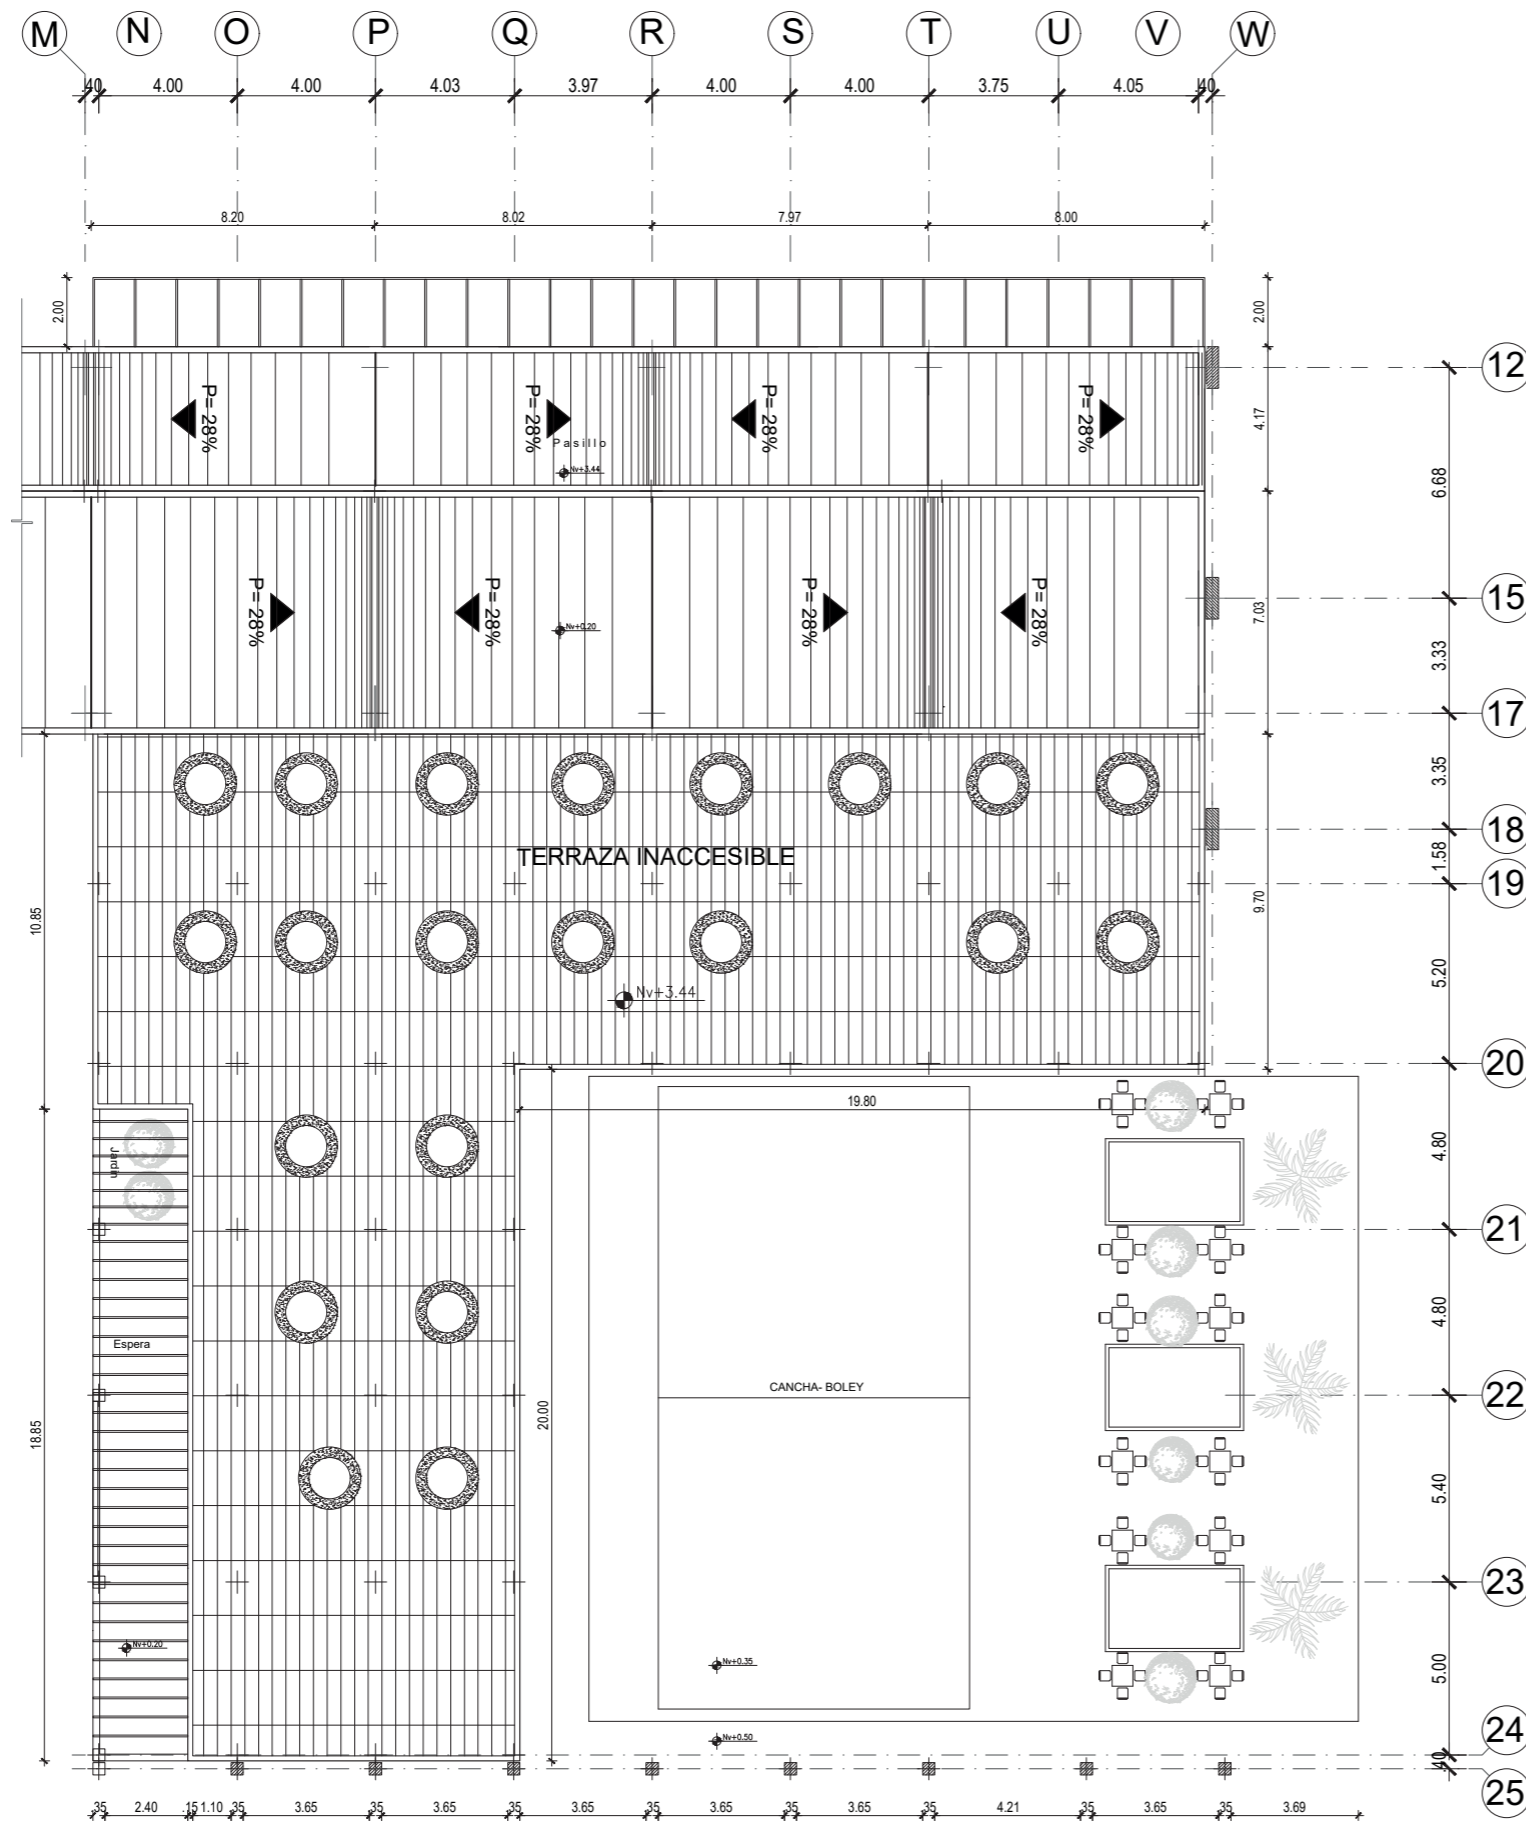 M N O P Q R S T U V W
.40 4.00 4.00 4.03 3.97 4.00 4.00 3.75 4.05 .40
8.20 8.02 7.97 8.00
2.00 2.00
12
P= 28% P= 28% P= 28% P= 28%
4.17
Pasillo
Nv+3.44
6.68
P= 28% P= 28% P= 28% P= 28%
15
7.03
Nv+0.20
3.33
17
3.35
18
TERRAZA INACCESIBLE
1.58
19
10.85
9.70
5.20
Nv+3.44
20
19.80
4.80
Jardin
21
4.80
Espera
CANCHA- BOLEY
22
20.00
18.85
5.40
23
Nv+0.20
Nv+0.35
5.00
Nv+0.50
24
.40
25
.35 2.40 .15 1.10 .35 3.65 .35 3.65 .35 3.65 .35 3.65 .35 3.65 .35 4.21 .35 3.65 .35 3.69